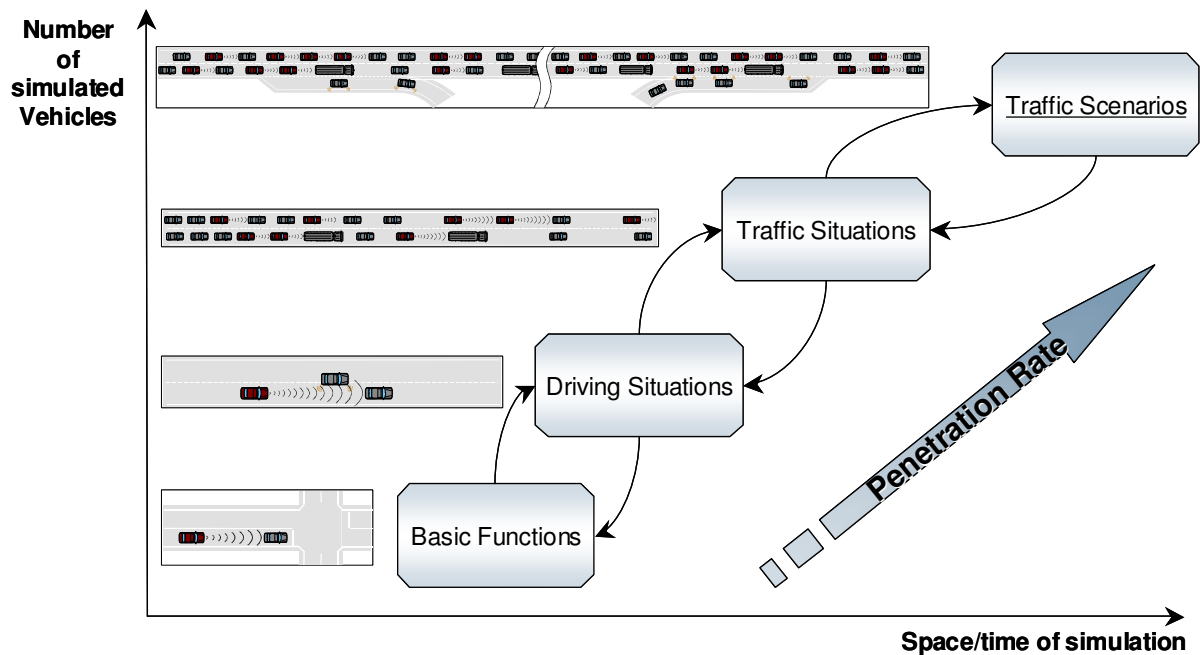 Number
of
simulated
Vehicles
Traffic Scenarios
Traffic Situations
Driving Situations
Basic Functions
Penetration Rate
Space/time of simulation